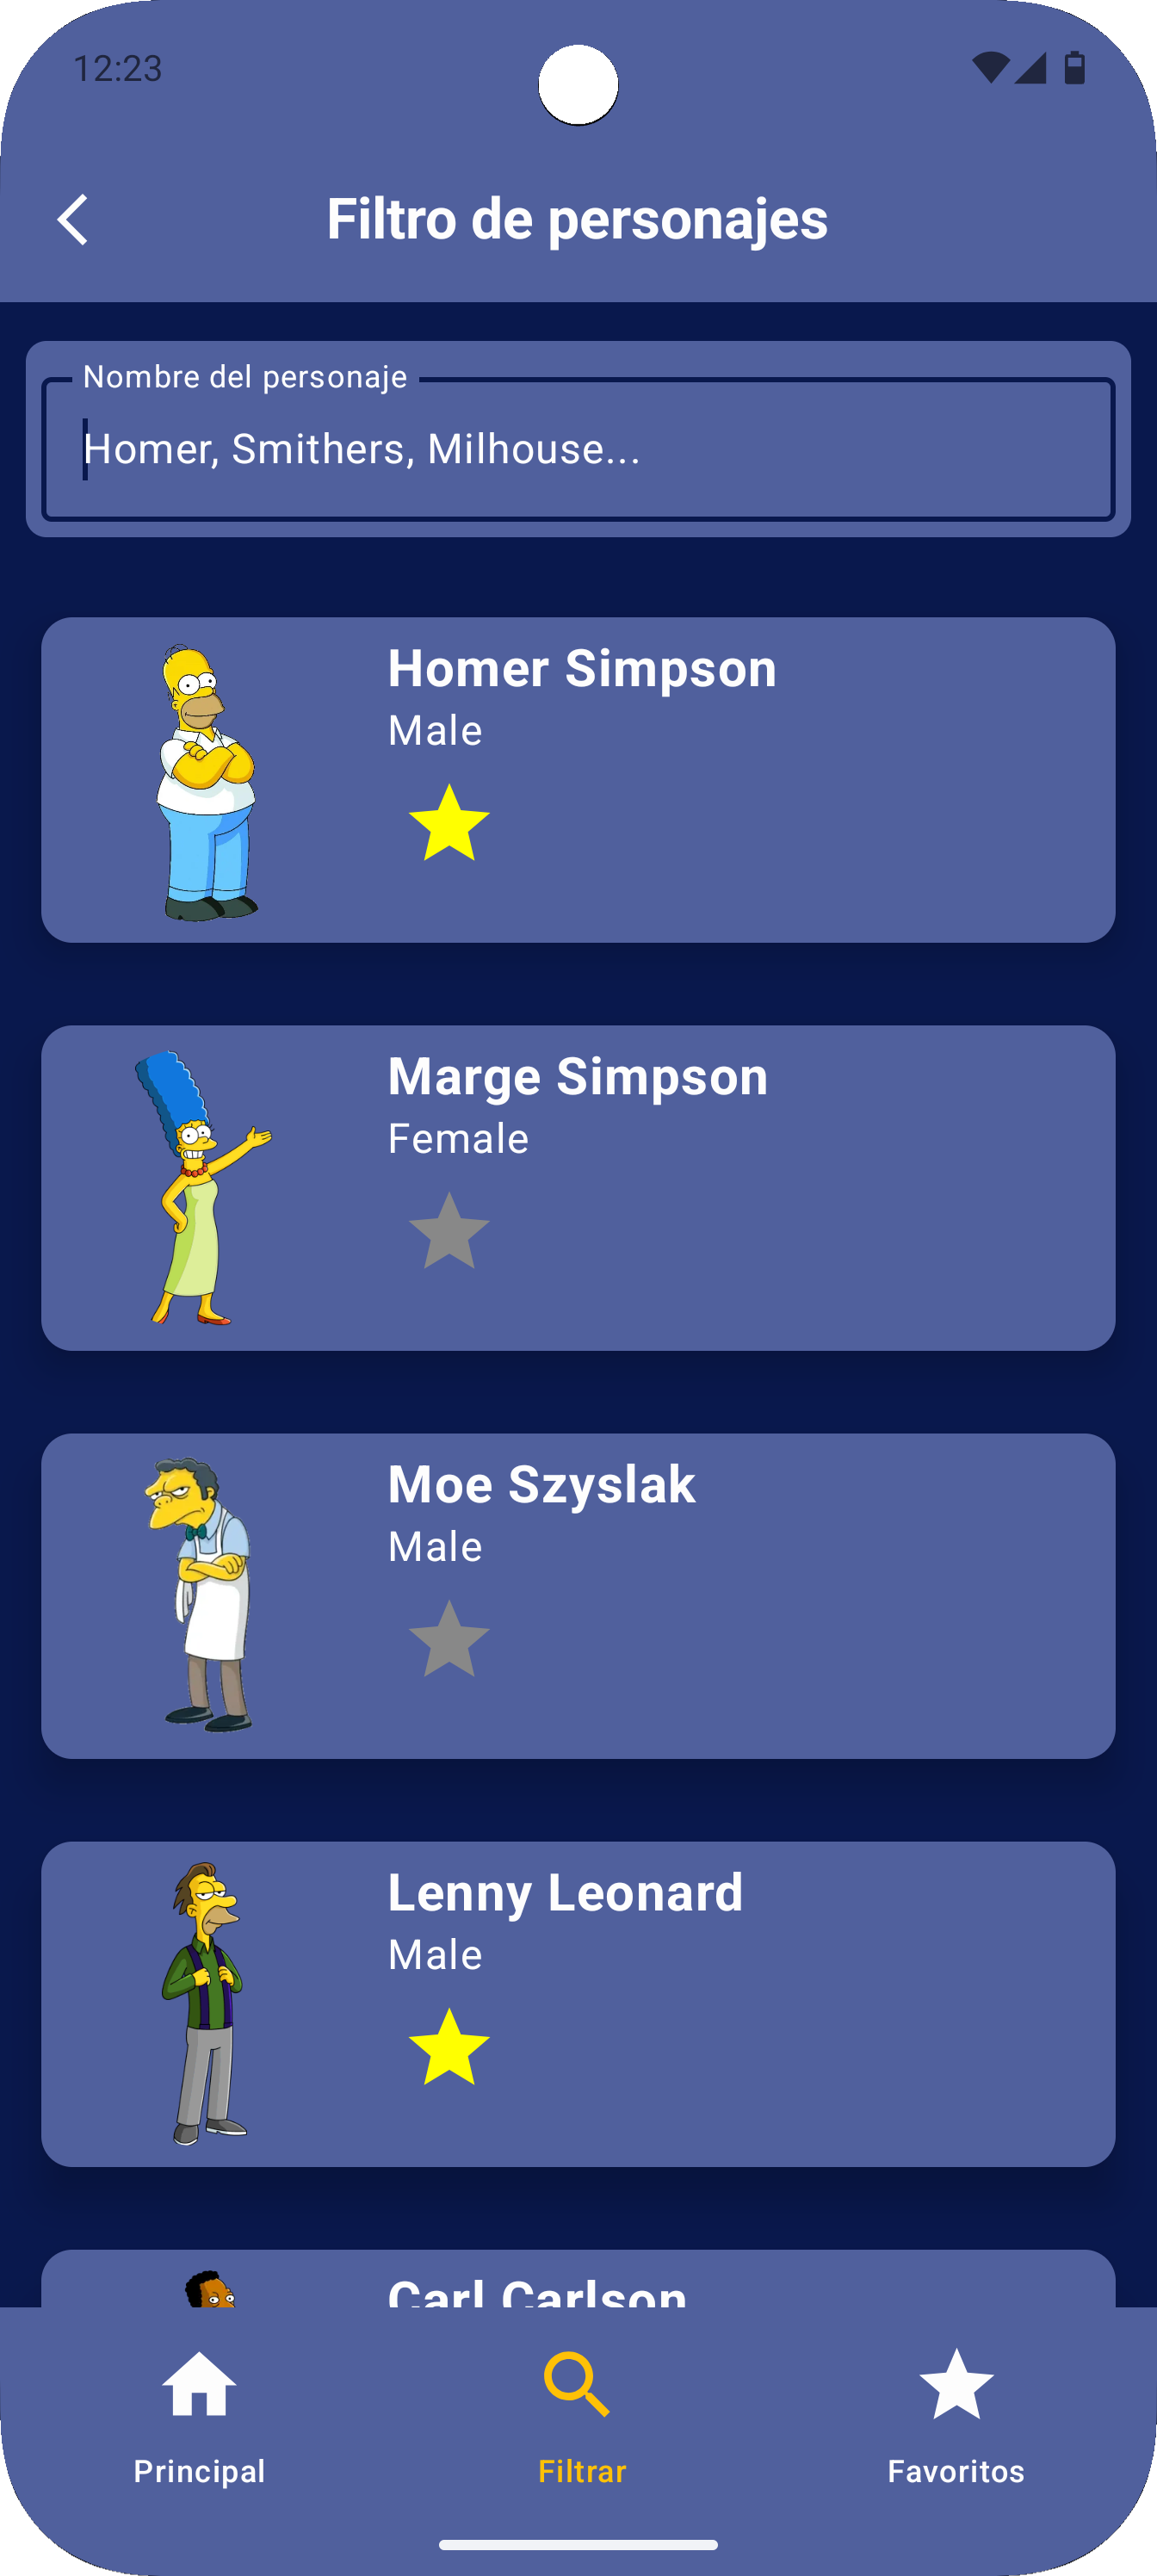 12:23
Filtro de personajes
Nombre del personaje
Homer, Smithers, Milhouse...
Homer Simpson
Male
Marge Simpson
Female
Moe Szyslak
Male
Lenny Leonard
Male
Carl Carlson
Principal
Filtrar
Favoritos